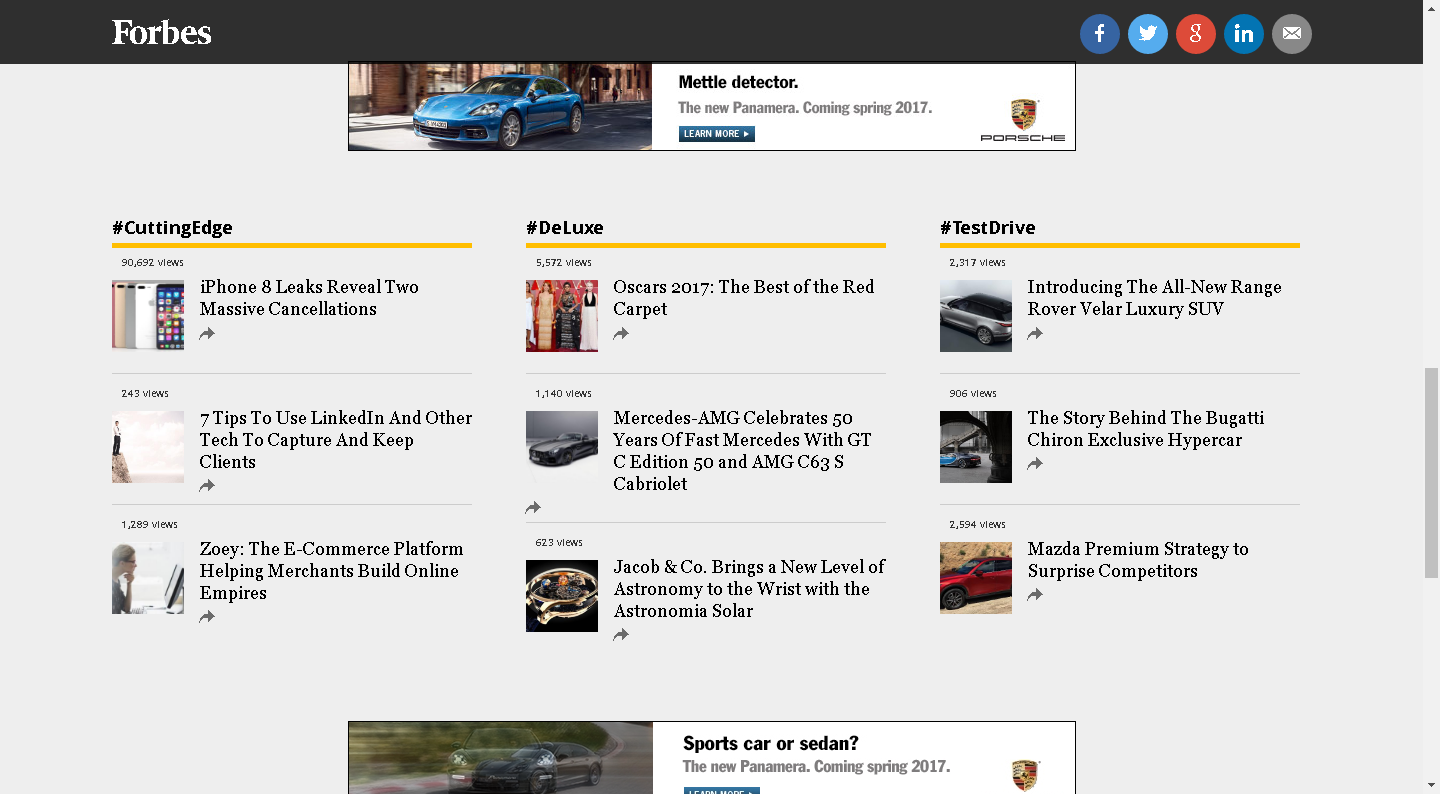 Forbes
Mettle detector.
The new Panamera. Coming spring 2017.
LEARN MORE
PORSCHE
#CuttingEdge
90,692 views
iPhone 8 Leaks Reveal Two
Massive Cancellations
243 views
7 Tips To Use LinkedIn And Other
Tech To Capture And Keep
Clients
1,289 views
Zoey: The E-Commerce Platform
Helping Merchants Build Online
Empires
#DeLuxe
5,572 views
Oscars 2017: The Best of the Red
Carpet
1,140 views
Mercedes-AMG Celebrates 50
Years Of Fast Mercedes With GT
C Edition 50 and AMG C63 S
Cabriolet
623 views
Jacob & Co. Brings a New Level of
Astronomy to the Wrist with the
Astronomia Solar
#TestDrive
2,317 views
Introducing The All-New Range
Rover Velar Luxury SUV
906 views
The Story Behind The Bugatti
Chiron Exclusive Hypercar
2,594 views
Mazda Premium Strategy to
Surprise Competitors
Sports car or sedan?
The new Panamera. Coming spring 2017.
LEARN MORE